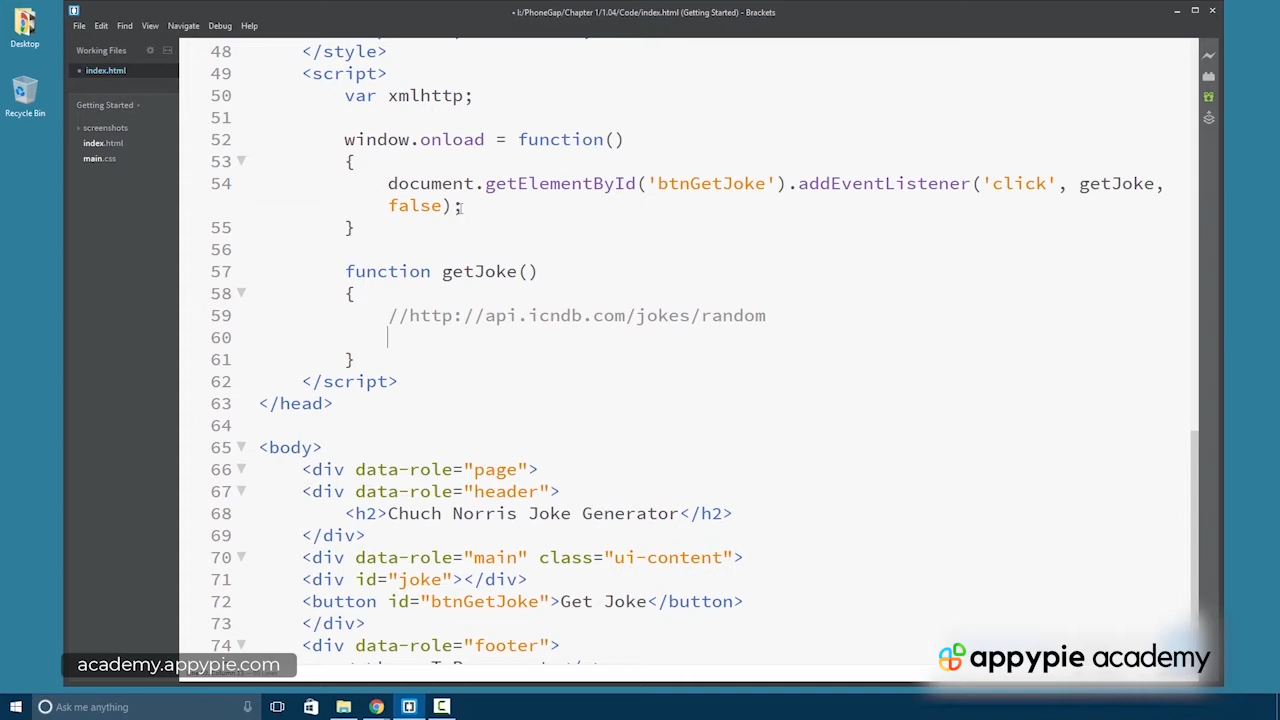 Desktop
Recycle Bin
• I:/PhoneGap/Chapter 1/1.04/Code/index.html (Getting Started) - Brackets
File Edit Find View Navigate Debug Help
Working Files
• index.html
Getting Started
screenshots
index.html
main.css
48 </style>
49 <script>
50 var xmlhttp;
51
52 window.onload = function()
53 {
54 document.getElementById('btnGetJoke').addEventListener('click', getJoke,
false);
55 }
56
57 function getJoke()
58 {
59 //http://api.icndb.com/jokes/random
60
61 }
62 </script>
63 </head>
64
65 <body>
66 <div data-role="page">
67 <div data-role="header">
68 <h2>Chuch Norris Joke Generator</h2>
69 </div>
70 <div data-role="main" class="ui-content">
71 <div id="joke"></div>
72 <button id="btnGetJoke">Get Joke</button>
73 </div>
74 <div data-role="footer">
academy.appypie.com
appypie academy
Ask me anything